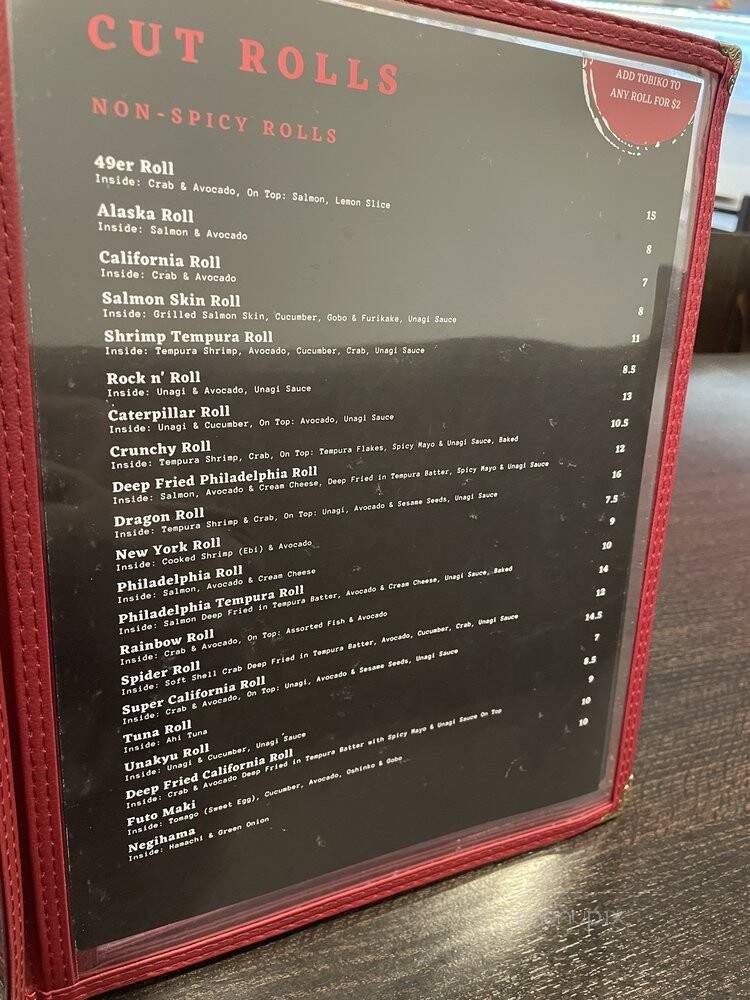 CUT ROLLS
ADD TOBIKO TO
ANY ROLL FOR $2
NON-SPICY ROLLS
49er Roll
Inside: Crab & Avocado, On Top: Salmon, Lemon Slice 15
Alaska Roll
Inside: Salmon & Avocado 8
California Roll
Inside: Crab & Avocado 7
Salmon Skin Roll 8
Inside: Grilled Salmon Skin, Cucumber, Gobo & Furikake, Unagi Sauce
Shrimp Tempura Roll 11
Inside: Tempura Shrimp, Avocado, Cucumber, Crab, Unagi Sauce
Rock n' Roll 8.5
Inside: Unagi & Avocado, Unagi Sauce
Caterpillar Roll 13
Inside: Unagi & Cucumber, On Top: Avocado, Unagi Sauce
Crunchy Roll 10.5
Inside: Tempura Shrimp, Crab, On Top: Tempura Flakes, Spicy Mayo & Unagi Sauce, Baked
Deep Fried Philadelphia Roll 12
Inside: Salmon, Avocado & Cream Cheese, Deep Fried in Tempura Batter, Spicy Mayo & Unagi Sauce
Dragon Roll 16
Inside: Tempura Shrimp & Crab, On Top: Unagi, Avocado & Sesame Seeds, Unagi Sauce
New York Roll 7.5
Inside: Cooked Shrimp (Ebi) & Avocado
Philadelphia Roll 9
Inside: Salmon, Avocado & Cream Cheese
Philadelphia Tempura Roll 10
Inside: Salmon Deep Fried in Tempura Batter, Avocado & Cream Cheese, Unagi Sauce, Baked
Rainbow Roll 14
Inside: Crab & Avocado, On Top: Assorted Fish & Avocado
Spider Roll 12
Inside: Soft Shell Crab Deep Fried in Tempura Batter, Avocado, Cucumber, Crab, Unagi Sauce
Super California Roll 14.5
Inside: Crab & Avocado, On Top: Unagi, Avocado & Sesame Seeds, Unagi Sauce
Tuna Roll 7
Inside: Ahi Tuna
Unakyu Roll 8.5
Inside: Unagi & Cucumber, Unagi Sauce
Deep Fried California Roll 9
Inside: Crab & Avocado Deep Fried in Tempura Batter with Spicy Mayo & Unagi Sauce On Top
Futo Maki 10
Inside: Tomago (Sweet Egg), Cucumber, Avocado, Oshinko & Gobo
Negihama 10
Inside: Hamachi & Green Onion
menupix